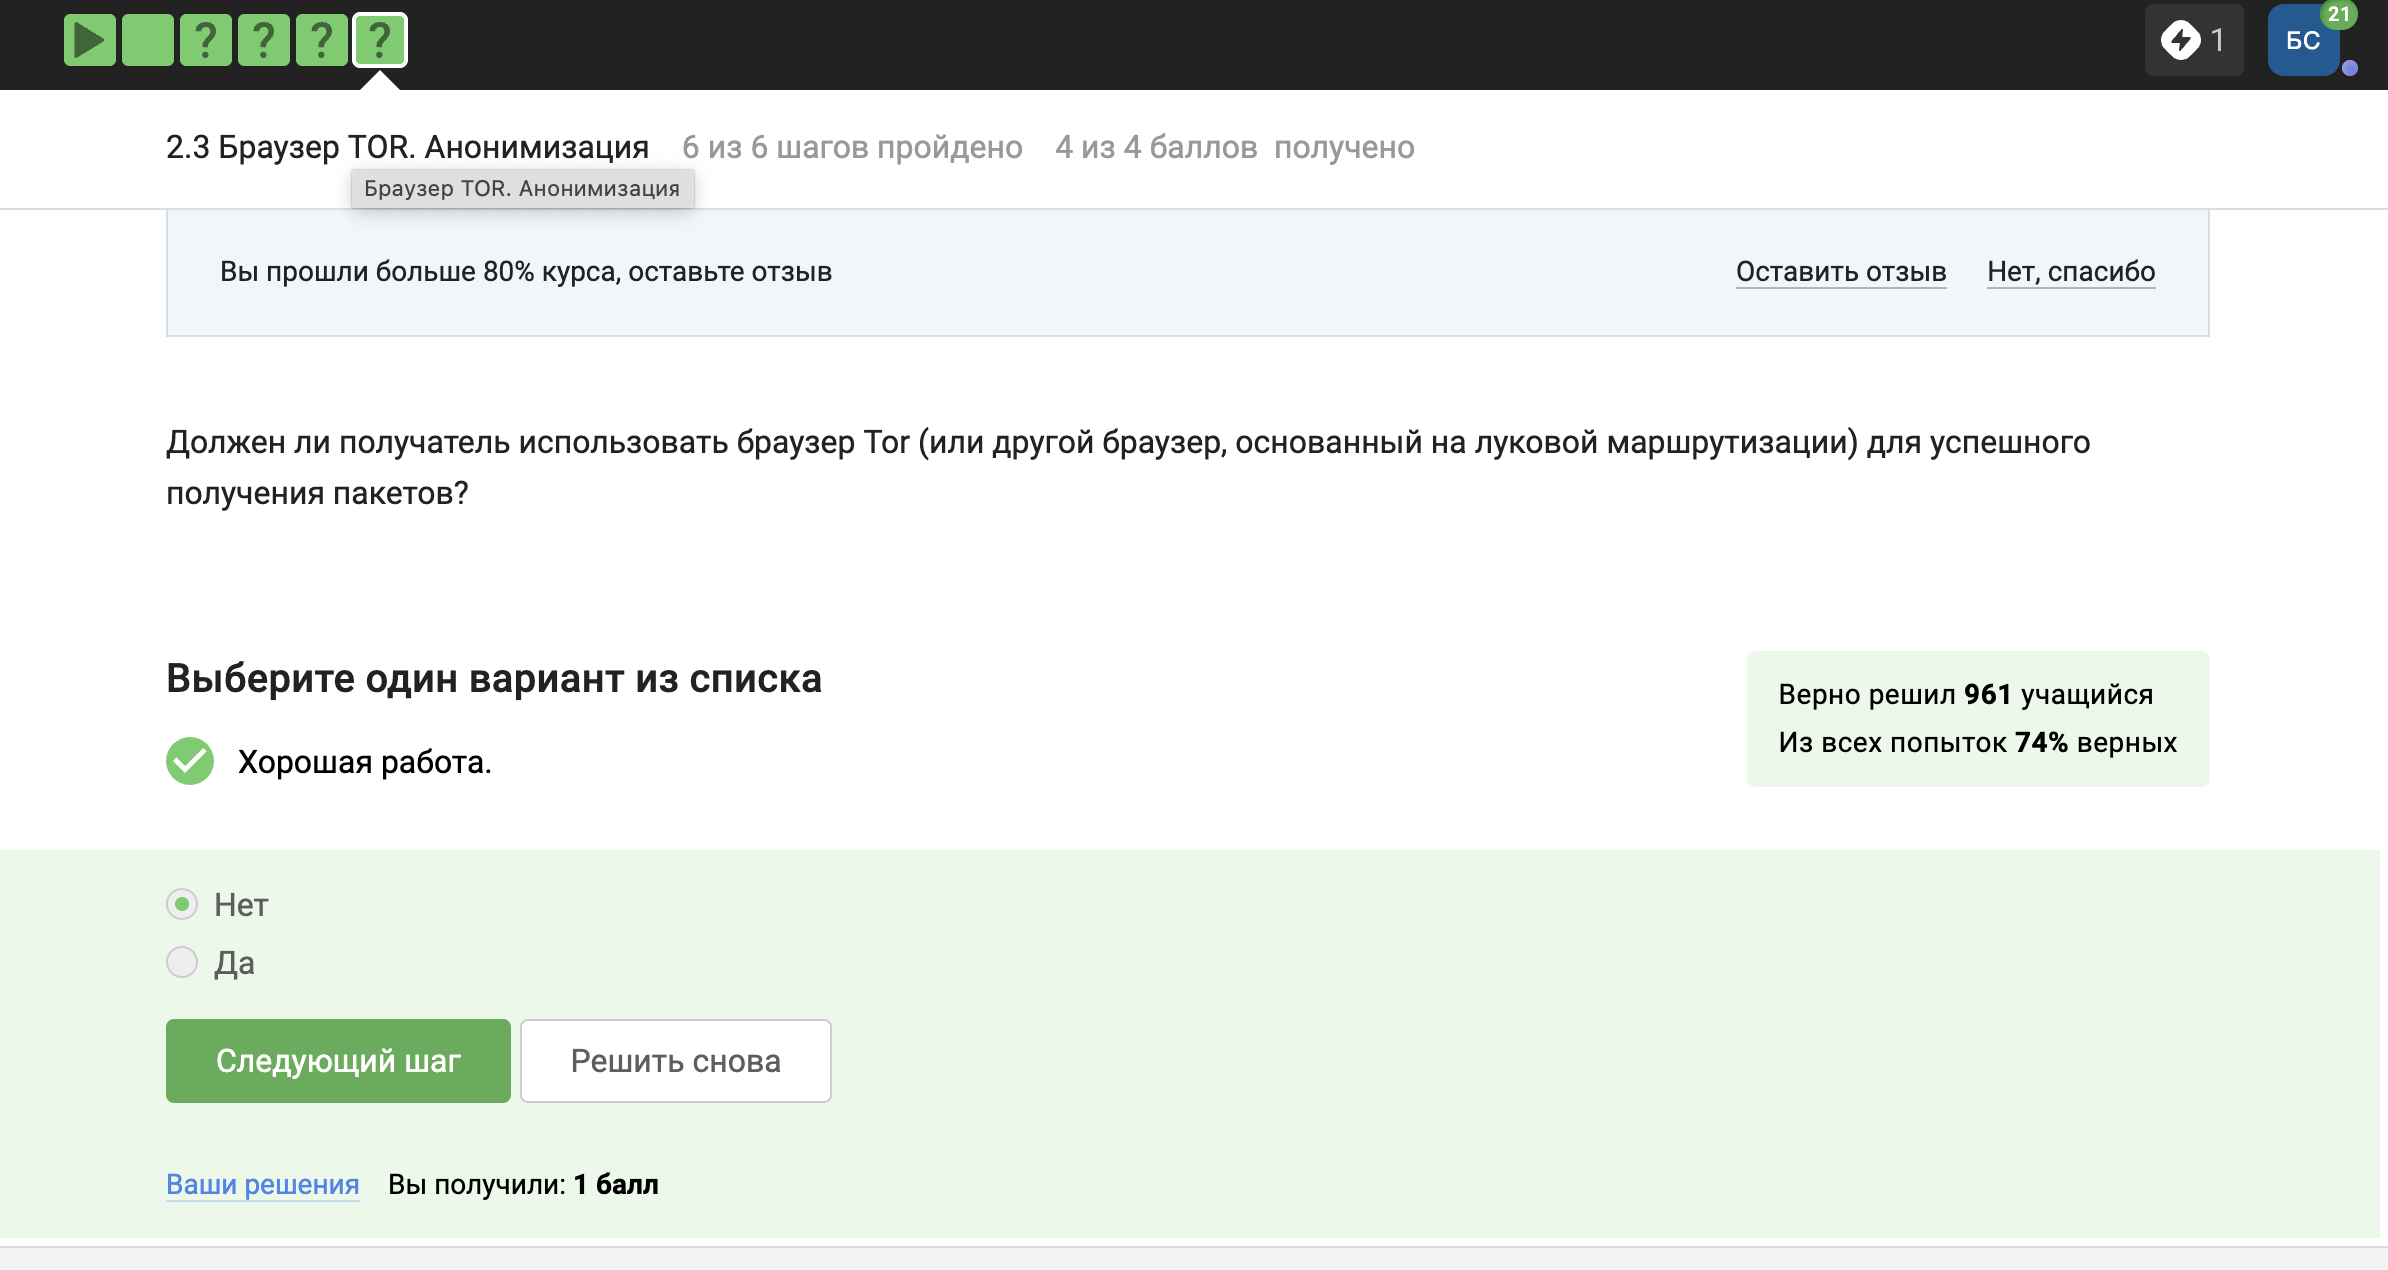 ? ? ? ?
1
БС
21
2.3 Браузер TOR. Анонимизация 6 из 6 шагов пройдено 4 из 4 баллов получено
Браузер TOR. Анонимизация
Вы прошли больше 80% курса, оставьте отзыв Оставить отзыв Нет, спасибо
Должен ли получатель использовать браузер Tor (или другой браузер, основанный на луковой маршрутизации) для успешного
получения пакетов?
Выберите один вариант из списка
Хорошая работа.
Верно решил 961 учащийся
Из всех попыток 74% верных
Нет
Да
Следующий шаг Решить снова
Ваши решения Вы получили: 1 балл